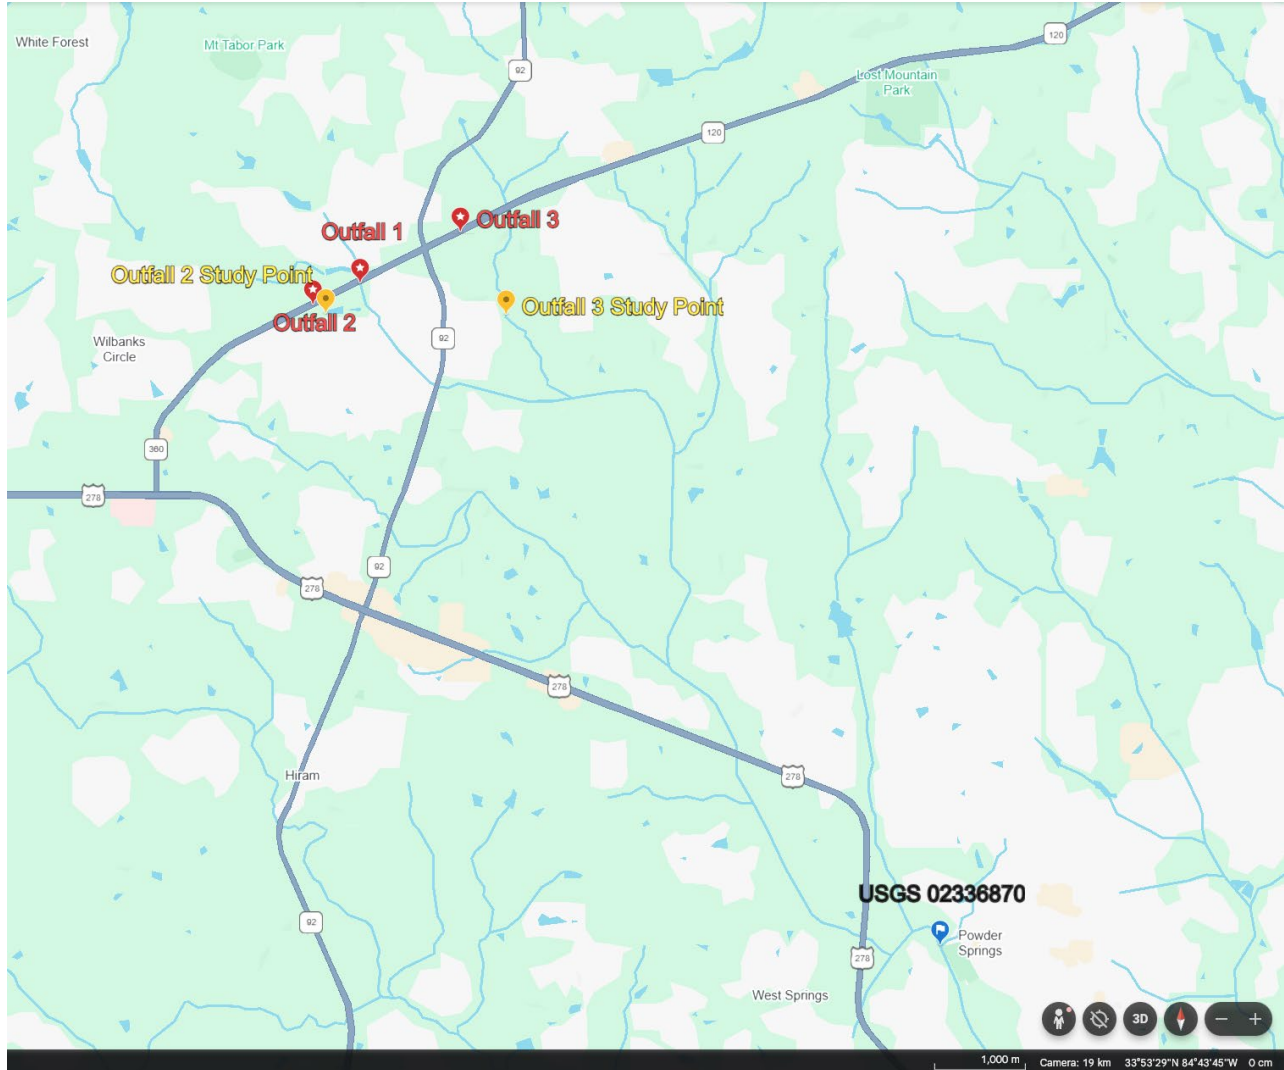 White Forest
Mt Tabor Park
92
120
Lost Mountain
Park
120
Outfall 1
Outfall 3
Outfall 2 Study Point
Outfall 3 Study Point
Outfall 2
Wilbanks
Circle
92
360
278
92
278
278
Hiram
278
USGS 02336870
92
Powder
Springs
278
West Springs
3D
1,000 m
Camera: 19 km 33°53'29"N 84°43'45"W 0 cm